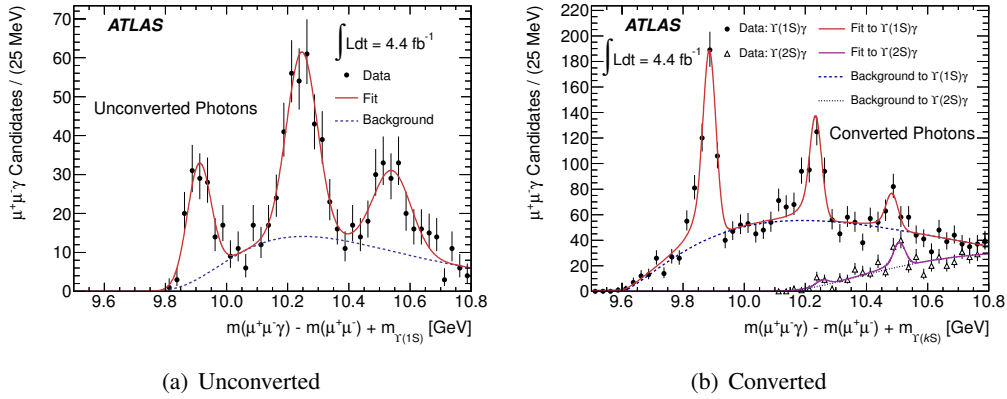 ATLAS
∫Ldt = 4.4 fb⁻¹
Data
Fit
Background
Unconverted Photons
μ⁺μ⁻γ Candidates / (25 MeV)
70
60
50
40
30
20
10
0
9.6 9.8 10.0 10.2 10.4 10.6 10.8
m(μ⁺μ⁻γ) - m(μ⁺μ⁻) + m_Υ(1S) [GeV]
(a) Unconverted
ATLAS
∫Ldt = 4.4 fb⁻¹
Data: Υ(1S)γ
Data: Υ(2S)γ
Fit to Υ(1S)γ
Fit to Υ(2S)γ
Background to Υ(1S)γ
Background to Υ(2S)γ
Converted Photons
μ⁺μ⁻γ Candidates / (25 MeV)
220
200
180
160
140
120
100
80
60
40
20
0
9.6 9.8 10.0 10.2 10.4 10.6 10.8
m(μ⁺μ⁻γ) - m(μ⁺μ⁻) + m_Υ(kS) [GeV]
(b) Converted